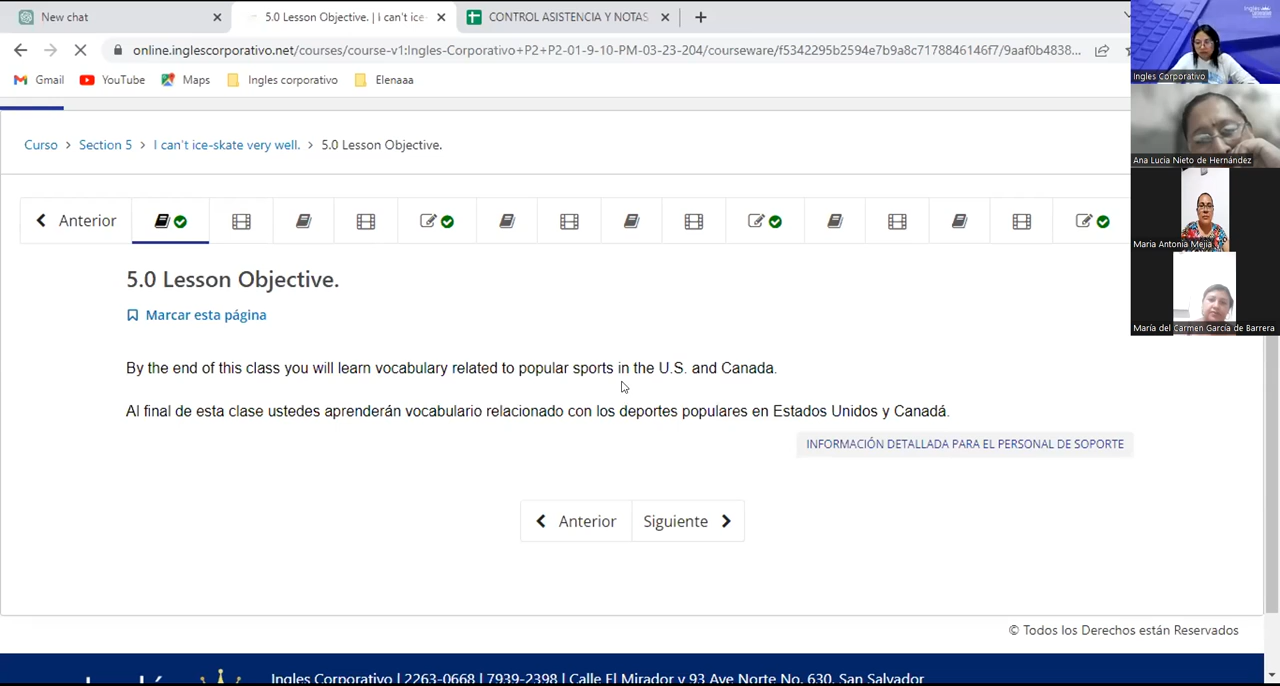 New chat
5.0 Lesson Objective. | I can't ice-
CONTROL ASISTENCIA Y NOTAS
online.inglescorporativo.net/courses/course-v1:Ingles-Corporativo+P2+P2-01-9-10-PM-03-23-204/courseware/f5342295b2594e7b9a8c7178846146f7/9aaf0b4838...
Gmail
YouTube
Maps
Ingles corporativo
Elenaaa
Ingles Corporativo
Ana Lucia Nieto de Hernández
Maria Antonia Mejia
María del Carmen García de Barrera
Curso > Section 5 > I can't ice-skate very well. > 5.0 Lesson Objective.
Anterior
5.0 Lesson Objective.
Marcar esta página
By the end of this class you will learn vocabulary related to popular sports in the U.S. and Canada.
Al final de esta clase ustedes aprenderán vocabulario relacionado con los deportes populares en Estados Unidos y Canadá.
INFORMACIÓN DETALLADA PARA EL PERSONAL DE SOPORTE
Anterior
Siguiente
© Todos los Derechos están Reservados
Ingles Corporativo | 2263-0668 | 7939-2398 | Calle El Mirador y 93 Ave Norte No. 630, San Salvador